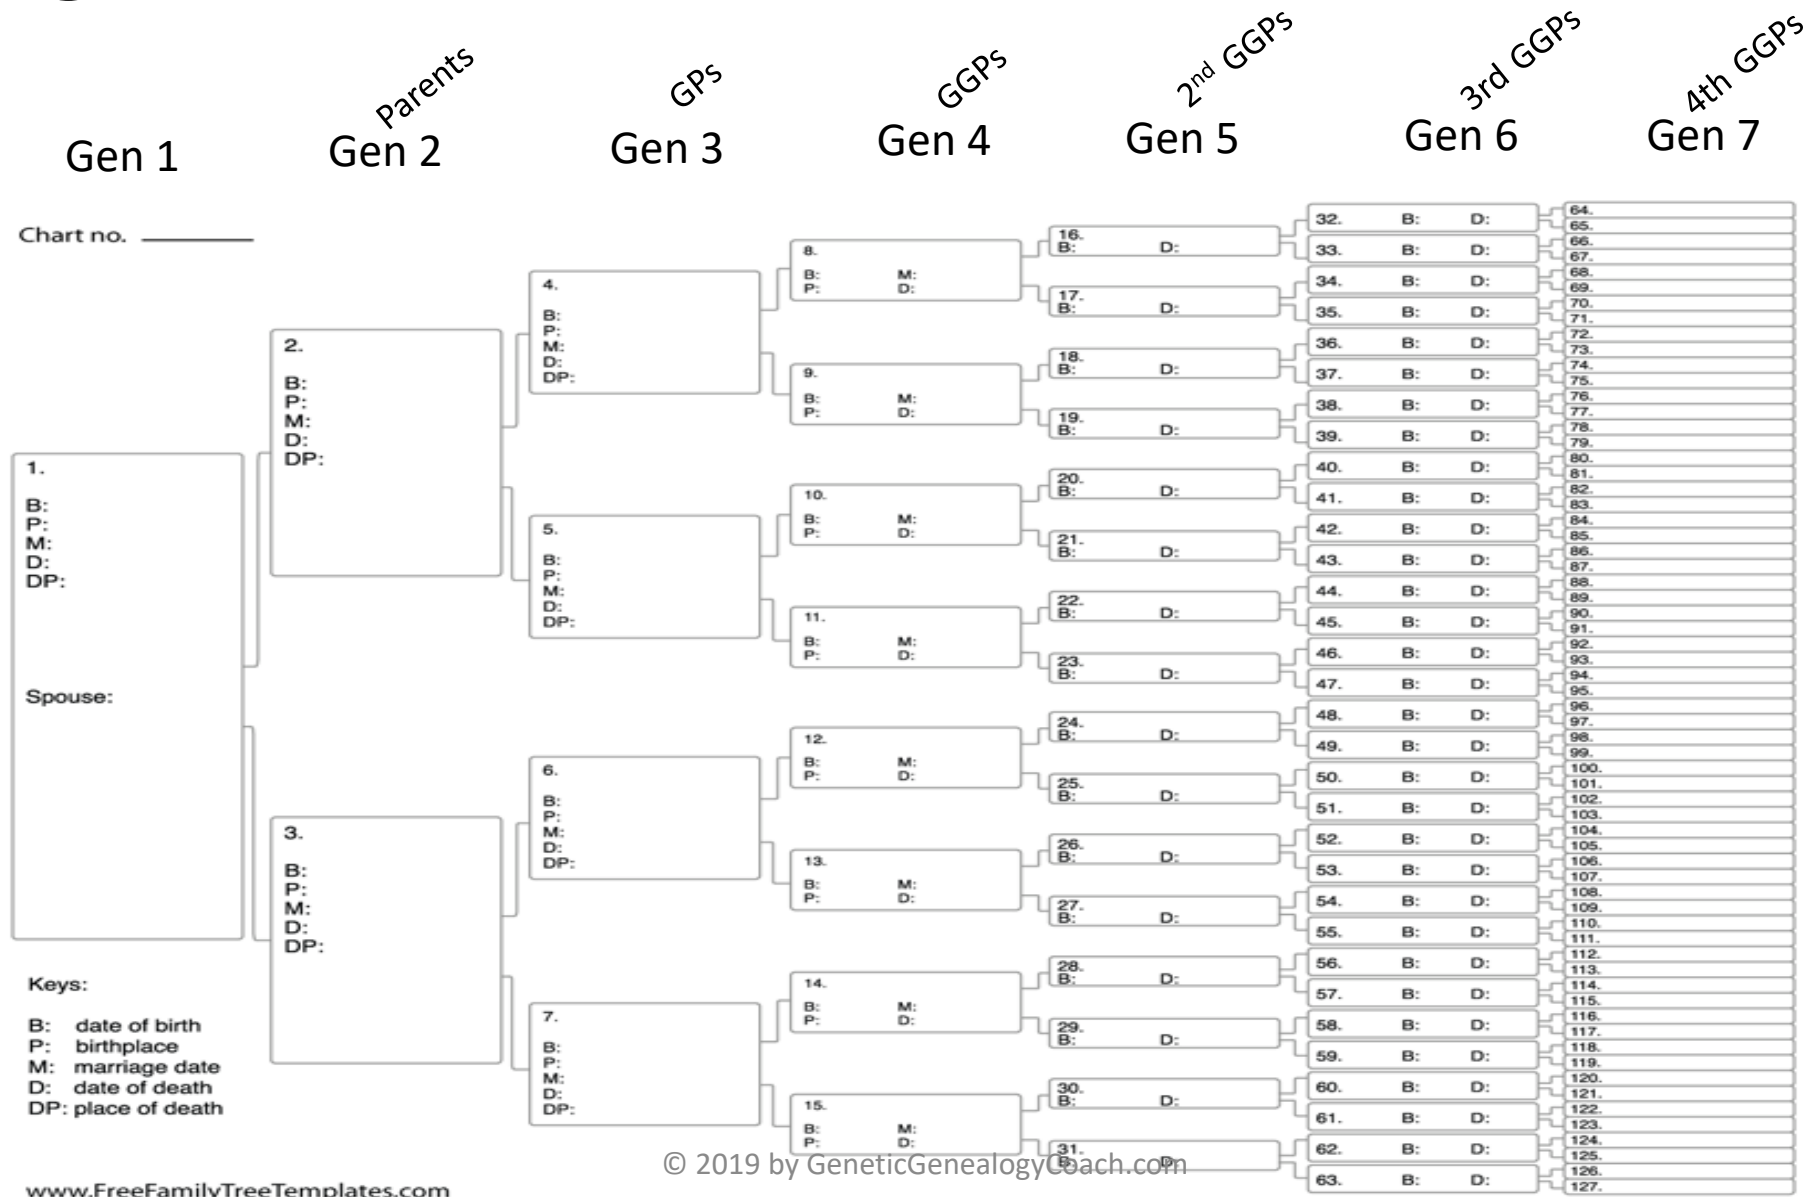 Parents
GPs
GGPs
2nd GGPs
3rd GGPs
4th GGPs
Gen 1
Gen 2
Gen 3
Gen 4
Gen 5
Gen 6
Gen 7
Chart no.
1.
B:
P:
M:
D:
DP:
Spouse:
2.
B:
P:
M:
D:
DP:
3.
B:
P:
M:
D:
DP:
4.
B:
P:
M:
D:
DP:
5.
B:
P:
M:
D:
DP:
6.
B:
P:
M:
D:
DP:
7.
B:
P:
M:
D:
DP:
8.
B: M:
P: D:
9.
B: M:
P: D:
10.
B: M:
P: D:
11.
B: M:
P: D:
12.
B: M:
P: D:
13.
B: M:
P: D:
14.
B: M:
P: D:
15.
B: M:
P: D:
16.
B: D:
17.
B: D:
18.
B: D:
19.
B: D:
20.
B: D:
21.
B: D:
22.
B: D:
23.
B: D:
24.
B: D:
25.
B: D:
26.
B: D:
27.
B: D:
28.
B: D:
29.
B: D:
30.
B: D:
31.
B: D:
32. B: D:
33. B: D:
34. B: D:
35. B: D:
36. B: D:
37. B: D:
38. B: D:
39. B: D:
40. B: D:
41. B: D:
42. B: D:
43. B: D:
44. B: D:
45. B: D:
46. B: D:
47. B: D:
48. B: D:
49. B: D:
50. B: D:
51. B: D:
52. B: D:
53. B: D:
54. B: D:
55. B: D:
56. B: D:
57. B: D:
58. B: D:
59. B: D:
60. B: D:
61. B: D:
62. B: D:
63. B: D:
64.
65.
66.
67.
68.
69.
70.
71.
72.
73.
74.
75.
76.
77.
78.
79.
80.
81.
82.
83.
84.
85.
86.
87.
88.
89.
90.
91.
92.
93.
94.
95.
96.
97.
98.
99.
100.
101.
102.
103.
104.
105.
106.
107.
108.
109.
110.
111.
112.
113.
114.
115.
116.
117.
118.
119.
120.
121.
122.
123.
124.
125.
126.
127.
Keys:
B: date of birth
P: birthplace
M: marriage date
D: date of death
DP: place of death
© 2019 by GeneticGenealogyCoach.com
www.FreeFamilyTreeTemplates.com